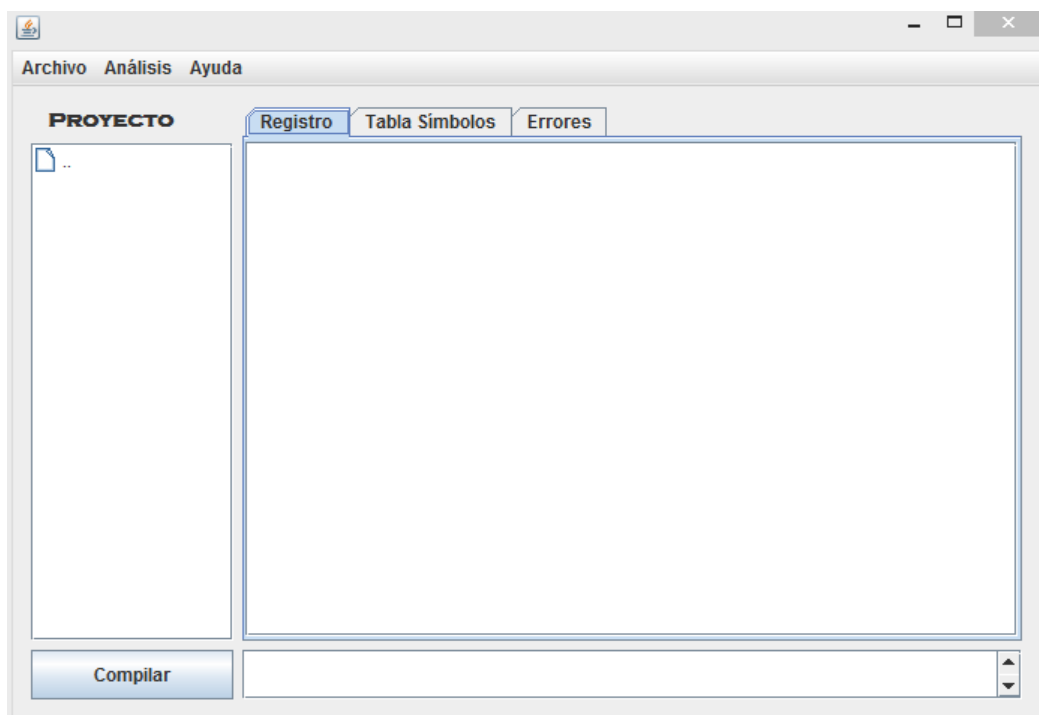 Archivo Análisis Ayuda
PROYECTO
Registro Tabla Símbolos Errores
..
Compilar